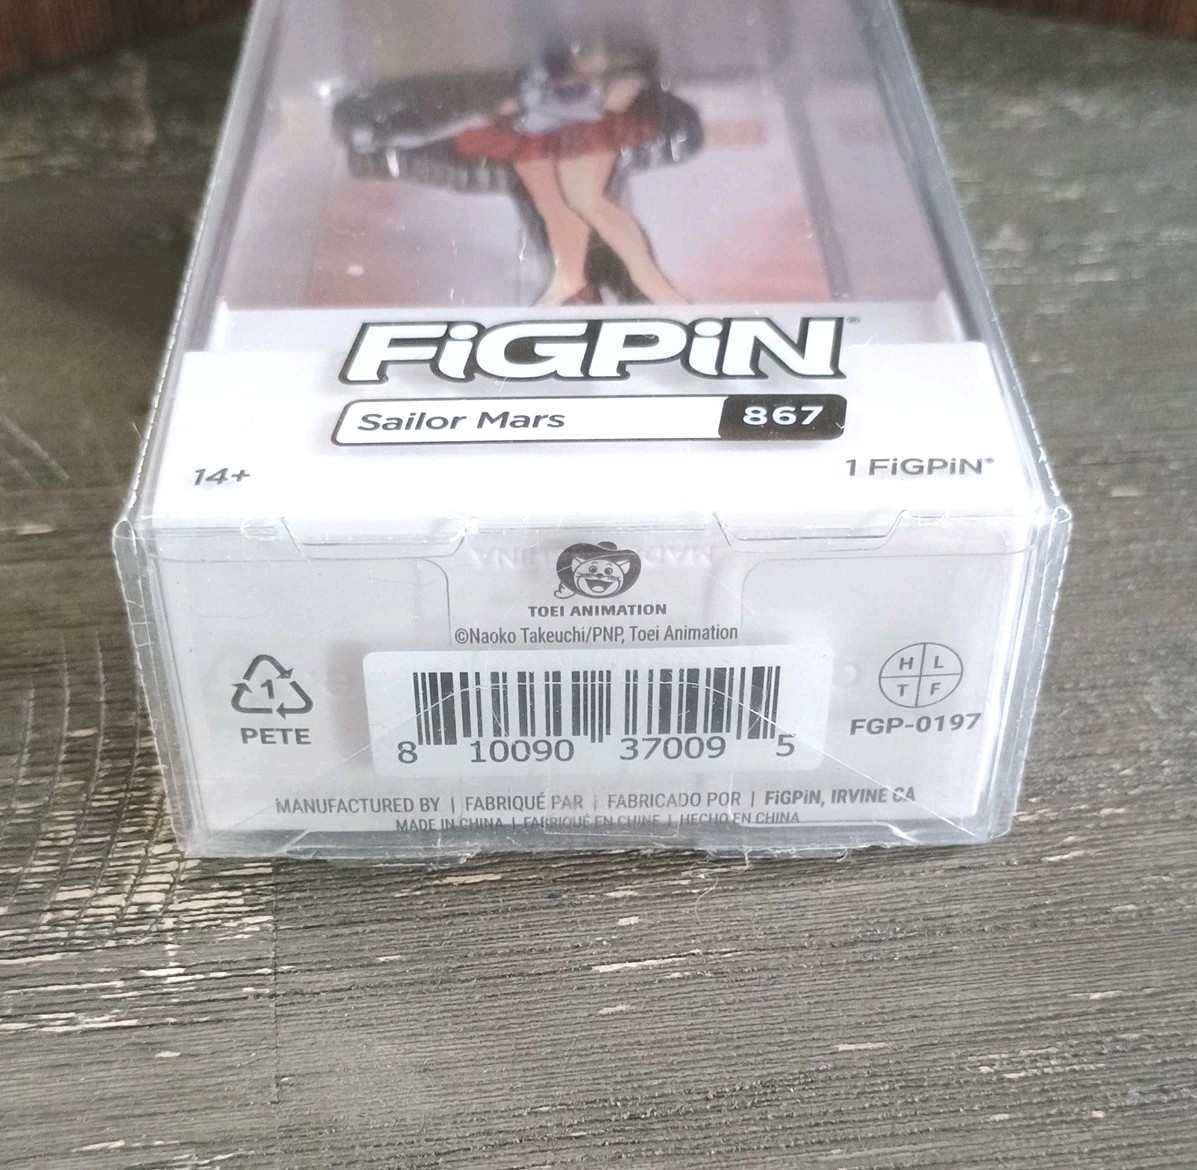 FiGPiN®
Sailor Mars 867
14+ 1 FiGPiN®
MADE CHINA
TOEI ANIMATION
©Naoko Takeuchi/PNP, Toei Animation
1
PETE
H L
T F
FGP-0197
8 10090 37009 5
MANUFACTURED BY | FABRIQUÉ PAR | FABRICADO POR | FiGPiN, IRVINE CA
MADE IN CHINA | FABRIQUÉ EN CHINE | HECHO EN CHINA